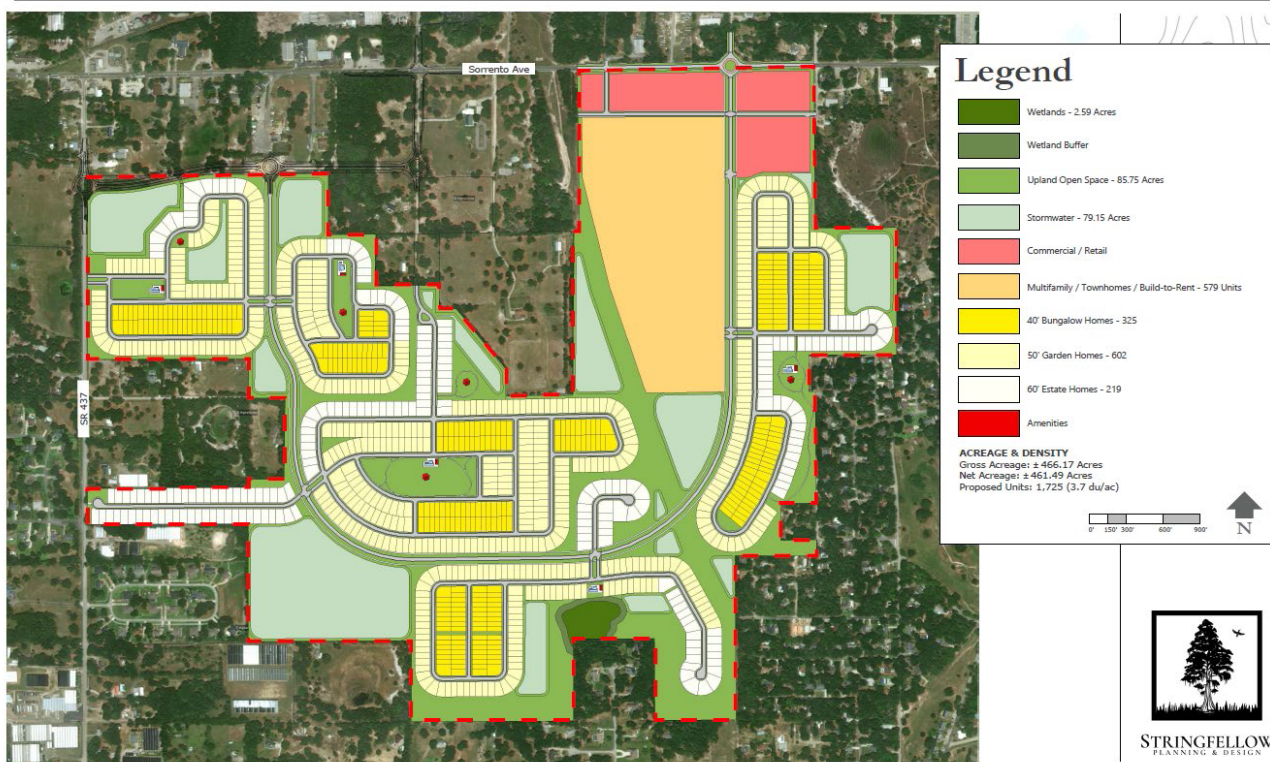 Sorrento Ave
SR 437
Legend
Wetlands - 2.59 Acres
Wetland Buffer
Upland Open Space - 85.75 Acres
Stormwater - 79.15 Acres
Commercial / Retail
Multifamily / Townhomes / Build-to-Rent - 579 Units
40' Bungalow Homes - 325
50' Garden Homes - 602
60' Estate Homes - 219
Amenities
ACREAGE & DENSITY
Gross Acreage: ±466.17 Acres
Net Acreage: ±461.49 Acres
Proposed Units: 1,725 (3.7 du/ac)
0' 150' 300' 600' 900'
N
STRINGFELLOW
PLANNING & DESIGN